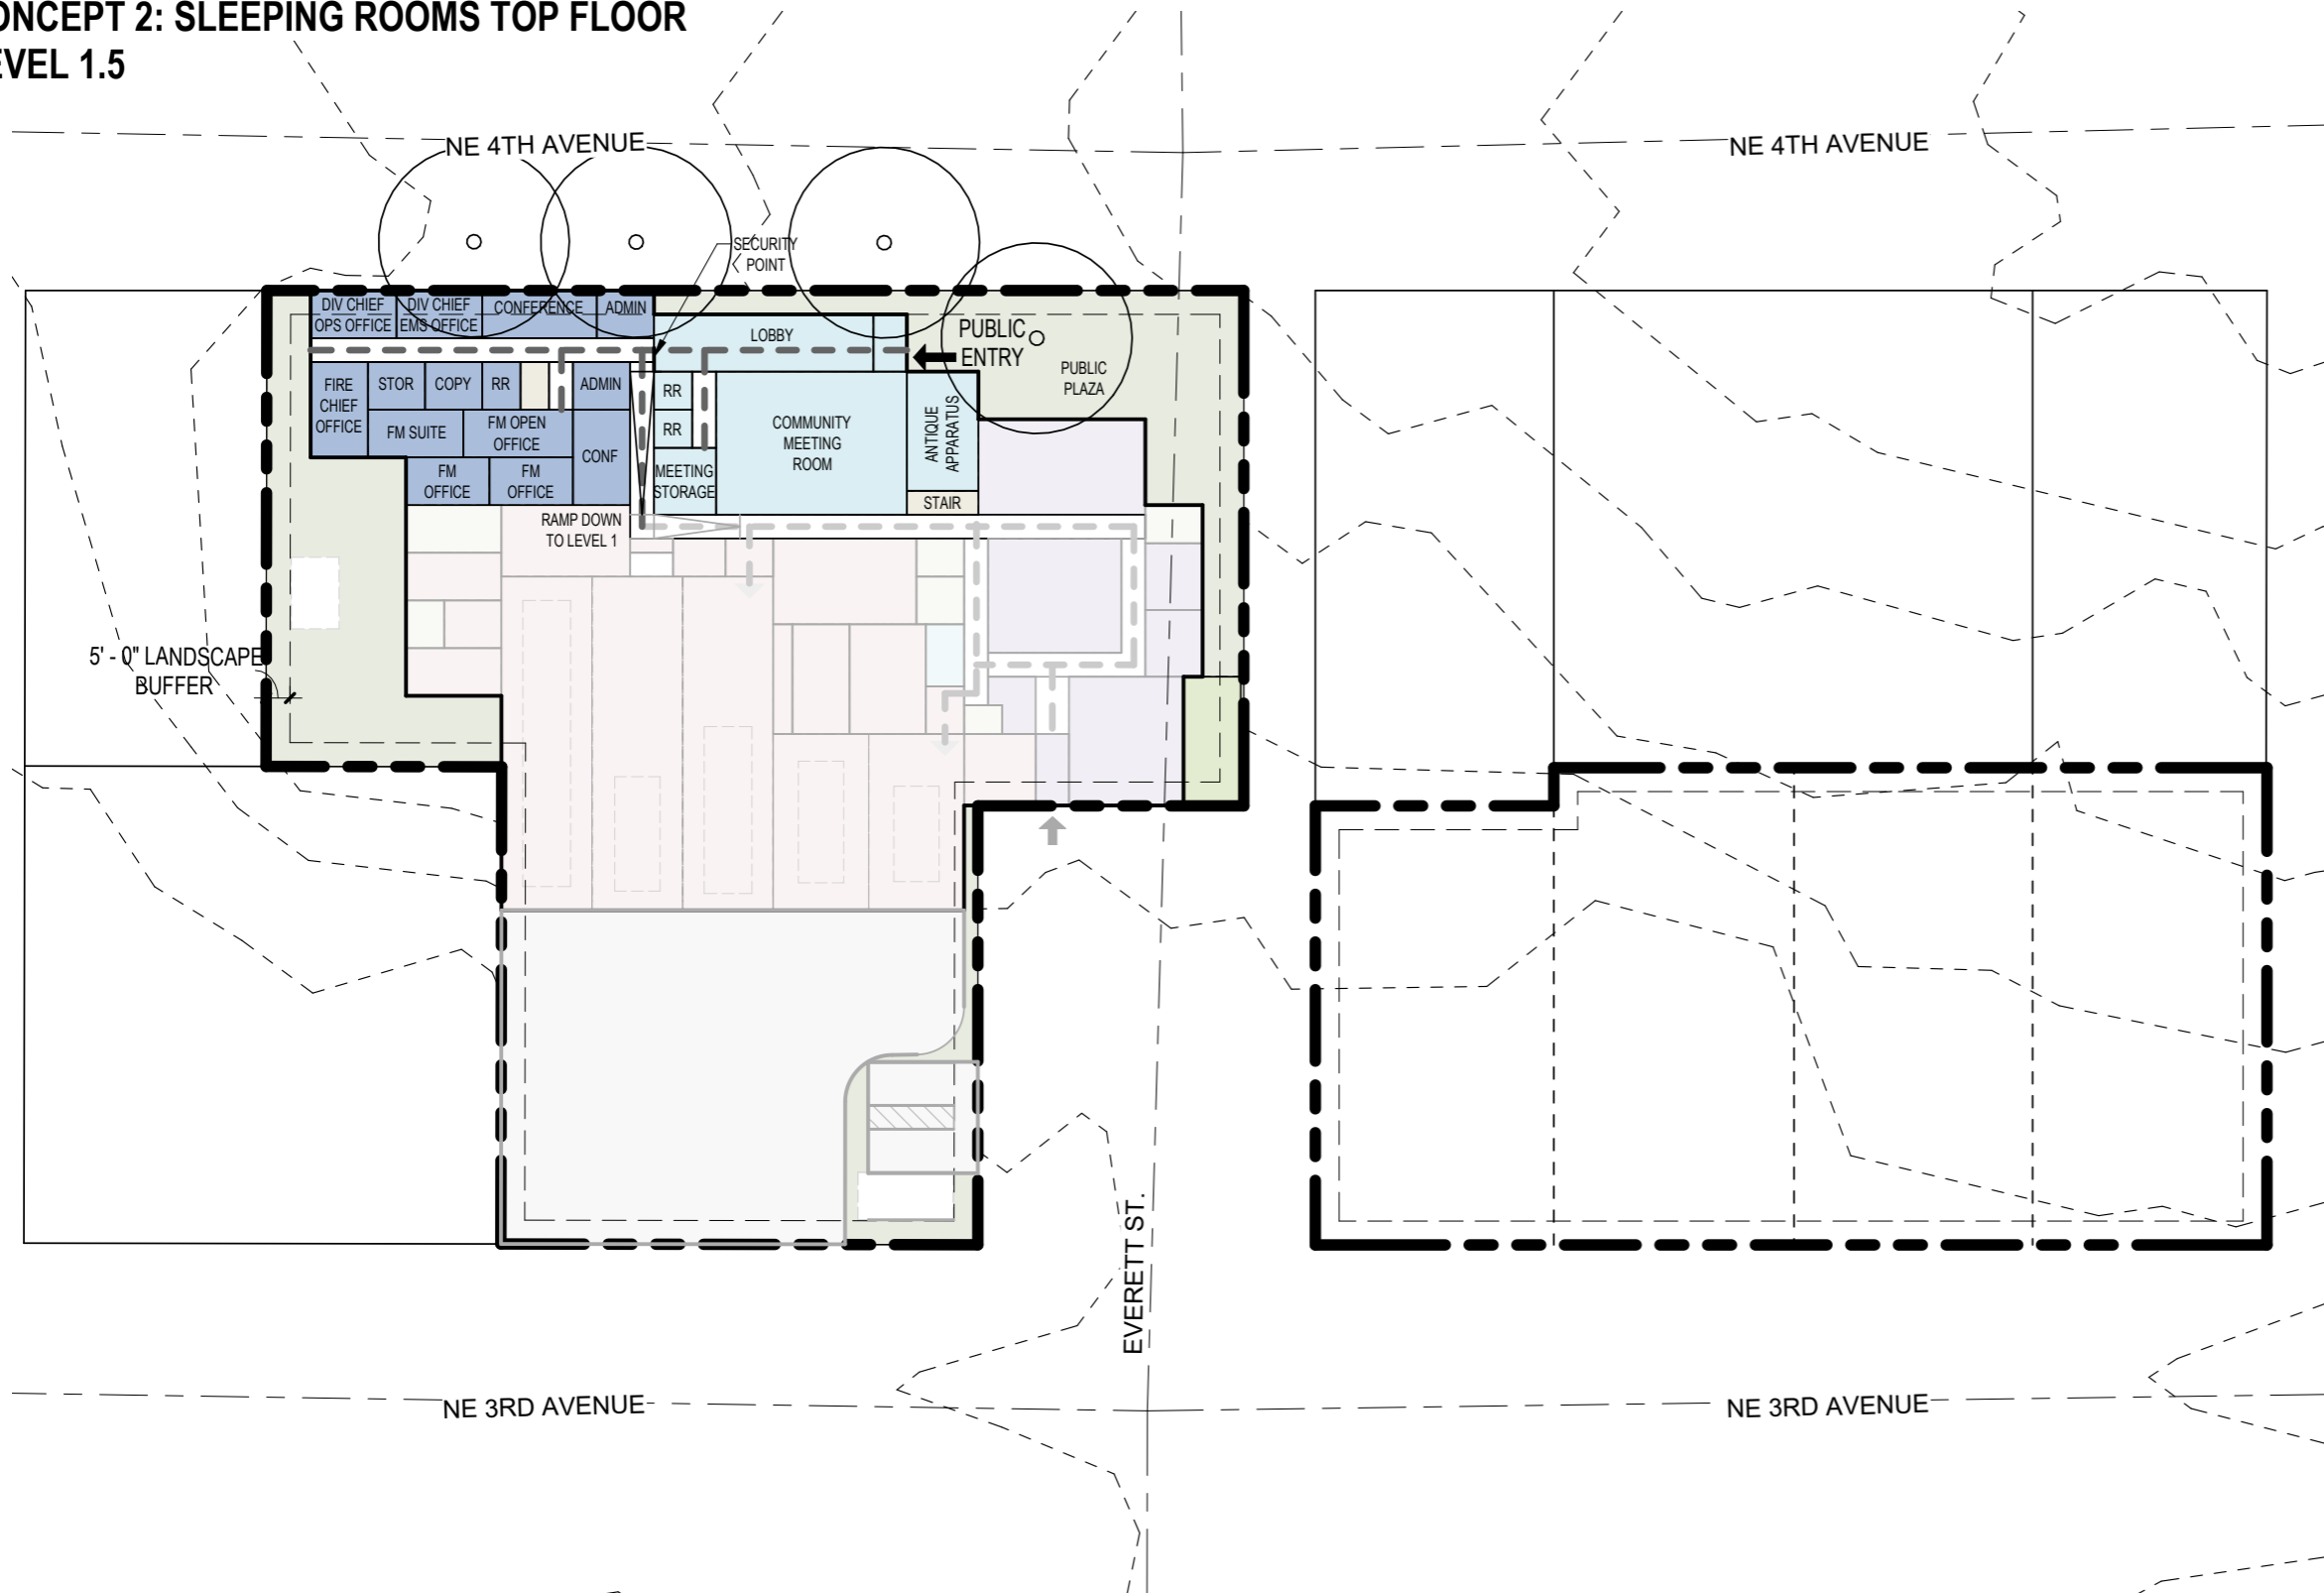 ONCEPT 2: SLEEPING ROOMS TOP FLOOR
EVEL 1.5
NE 4TH AVENUE
NE 4TH AVENUE
SECURITY
POINT
DIV CHIEF
OPS OFFICE
DIV CHIEF
EMS OFFICE
CONFERENCE
ADMIN
LOBBY
PUBLIC
ENTRY
PUBLIC
PLAZA
FIRE
CHIEF
OFFICE
STOR
COPY
RR
ADMIN
RR
RR
FM SUITE
FM OPEN
OFFICE
CONF
FM
OFFICE
FM
OFFICE
MEETING
STORAGE
COMMUNITY
MEETING
ROOM
ANTIQUE
APPARATUS
STAIR
RAMP DOWN
TO LEVEL 1
5' - 0" LANDSCAPE
BUFFER
EVERETT ST.
NE 3RD AVENUE
NE 3RD AVENUE